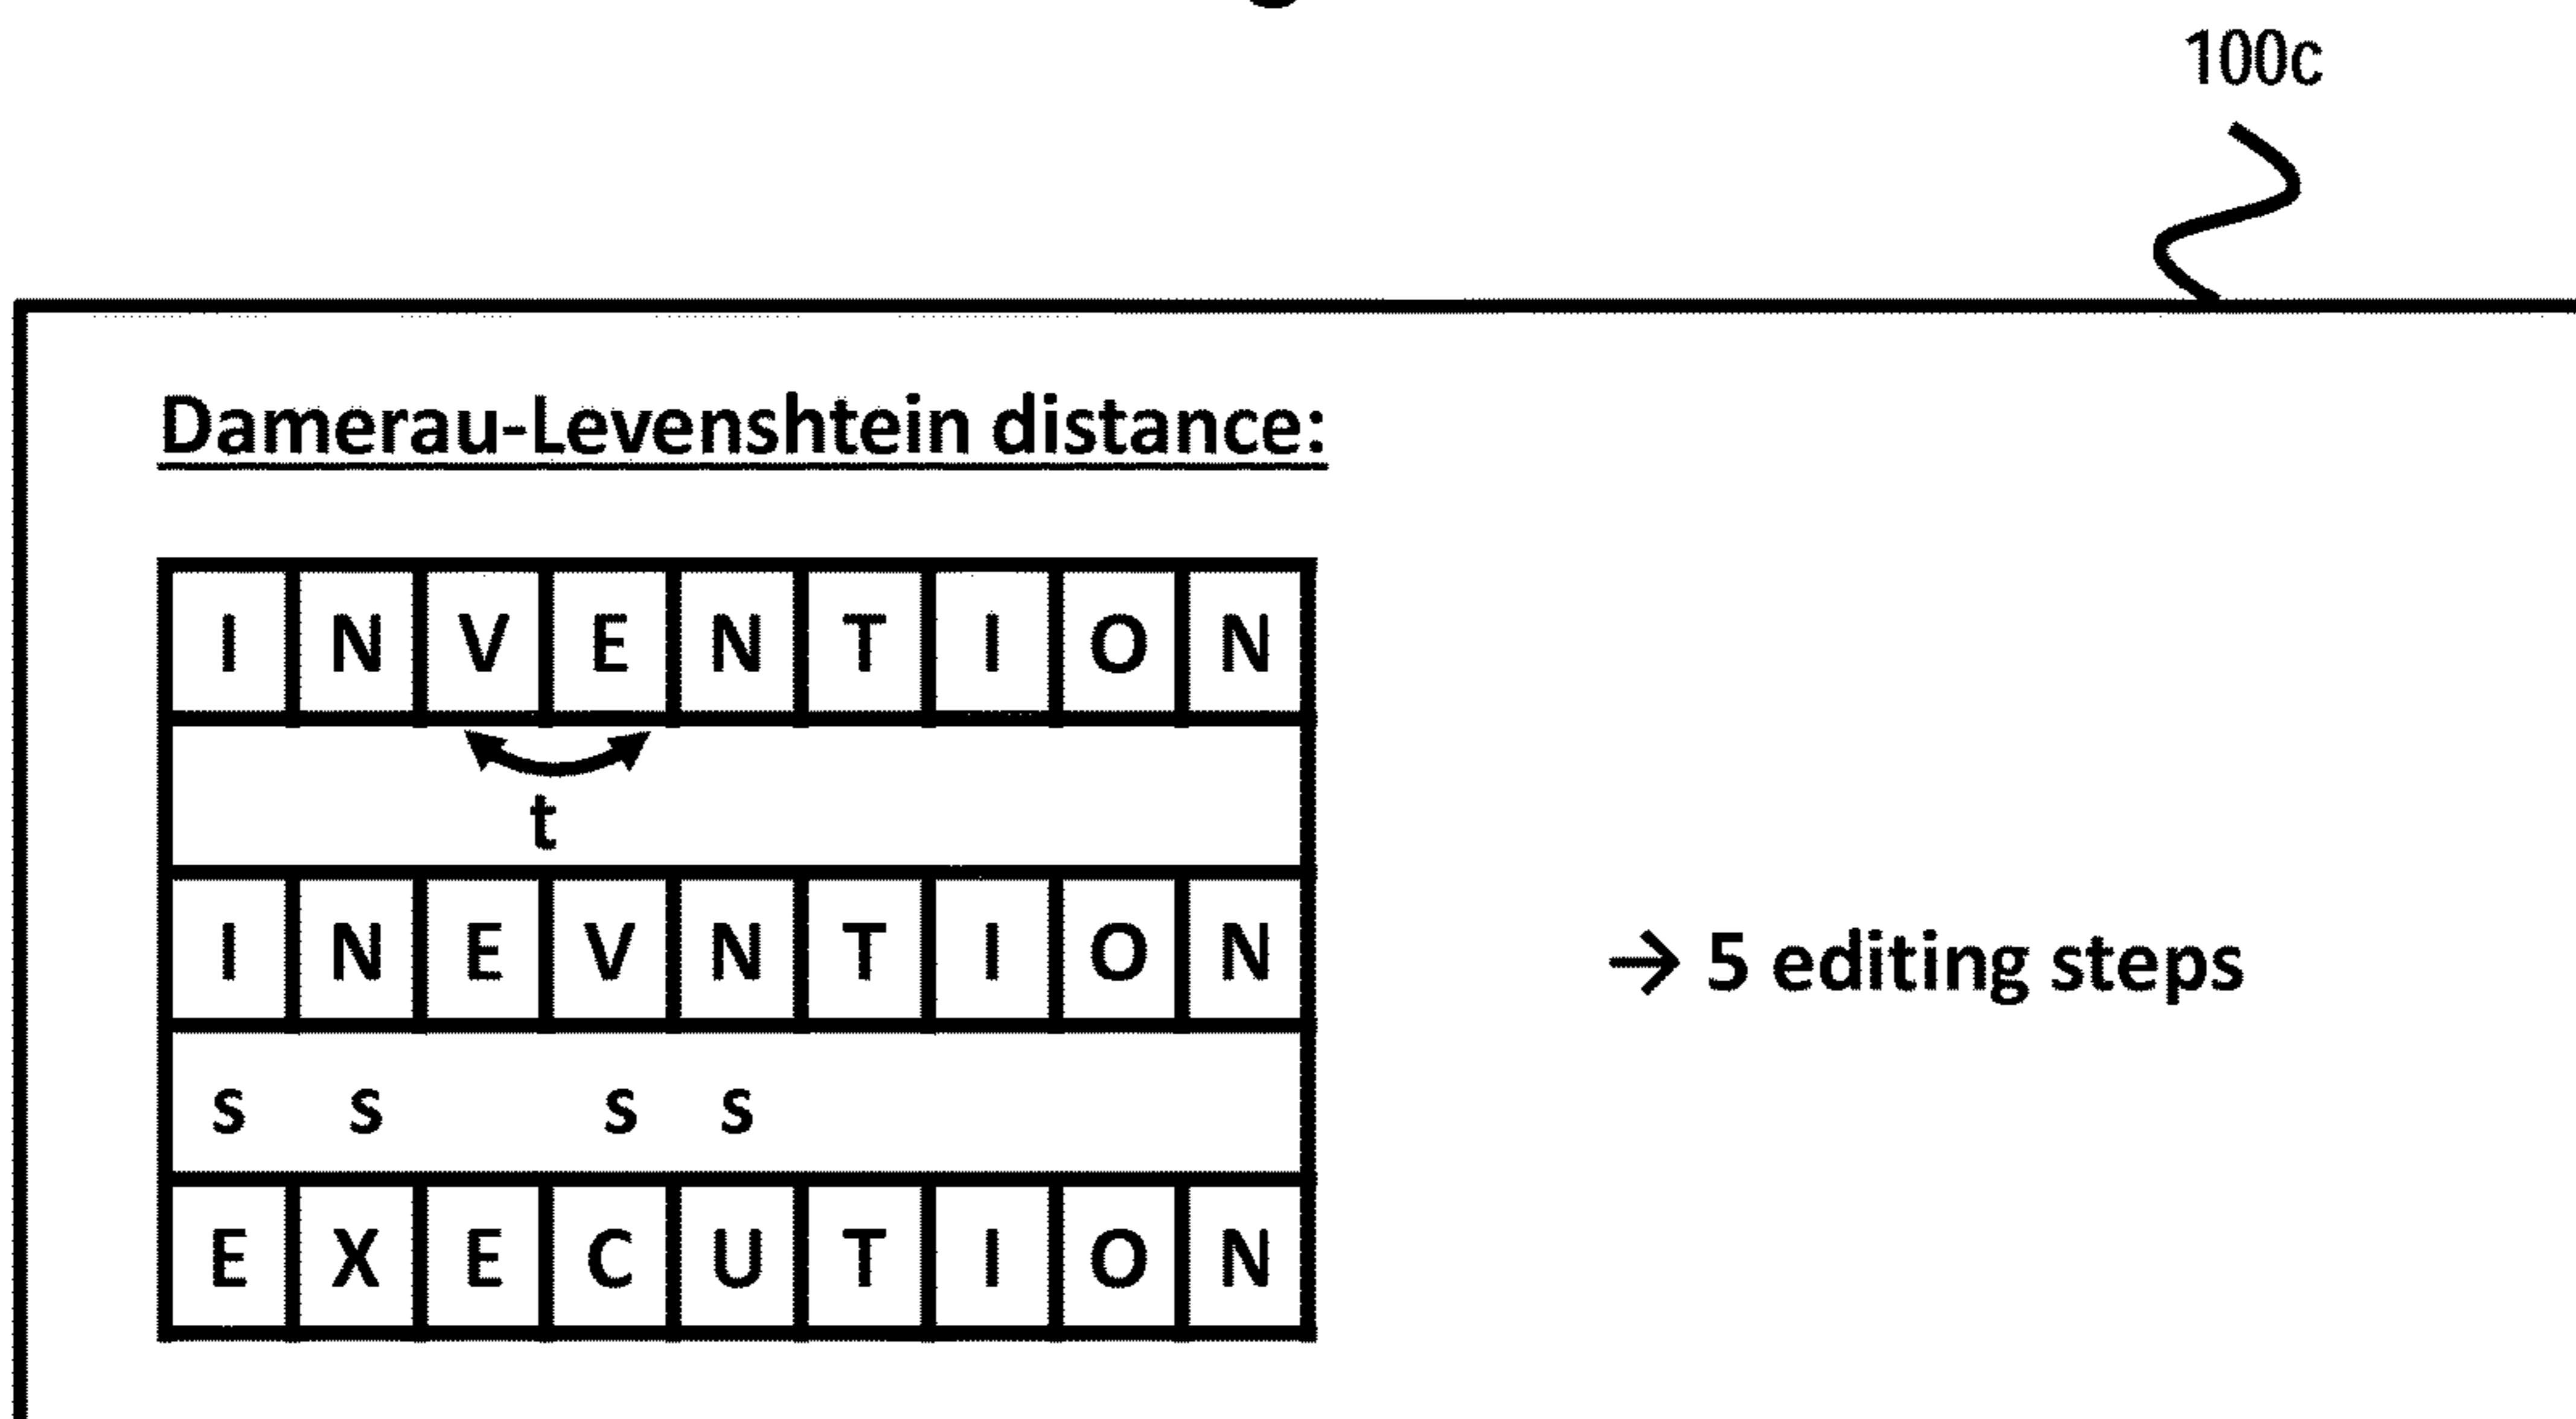 100c
Damerau-Levenshtein distance:
I N V E N T I O N
t
I N E V N T I O N
→ 5 editing steps
s s s s
E X E C U T I O N